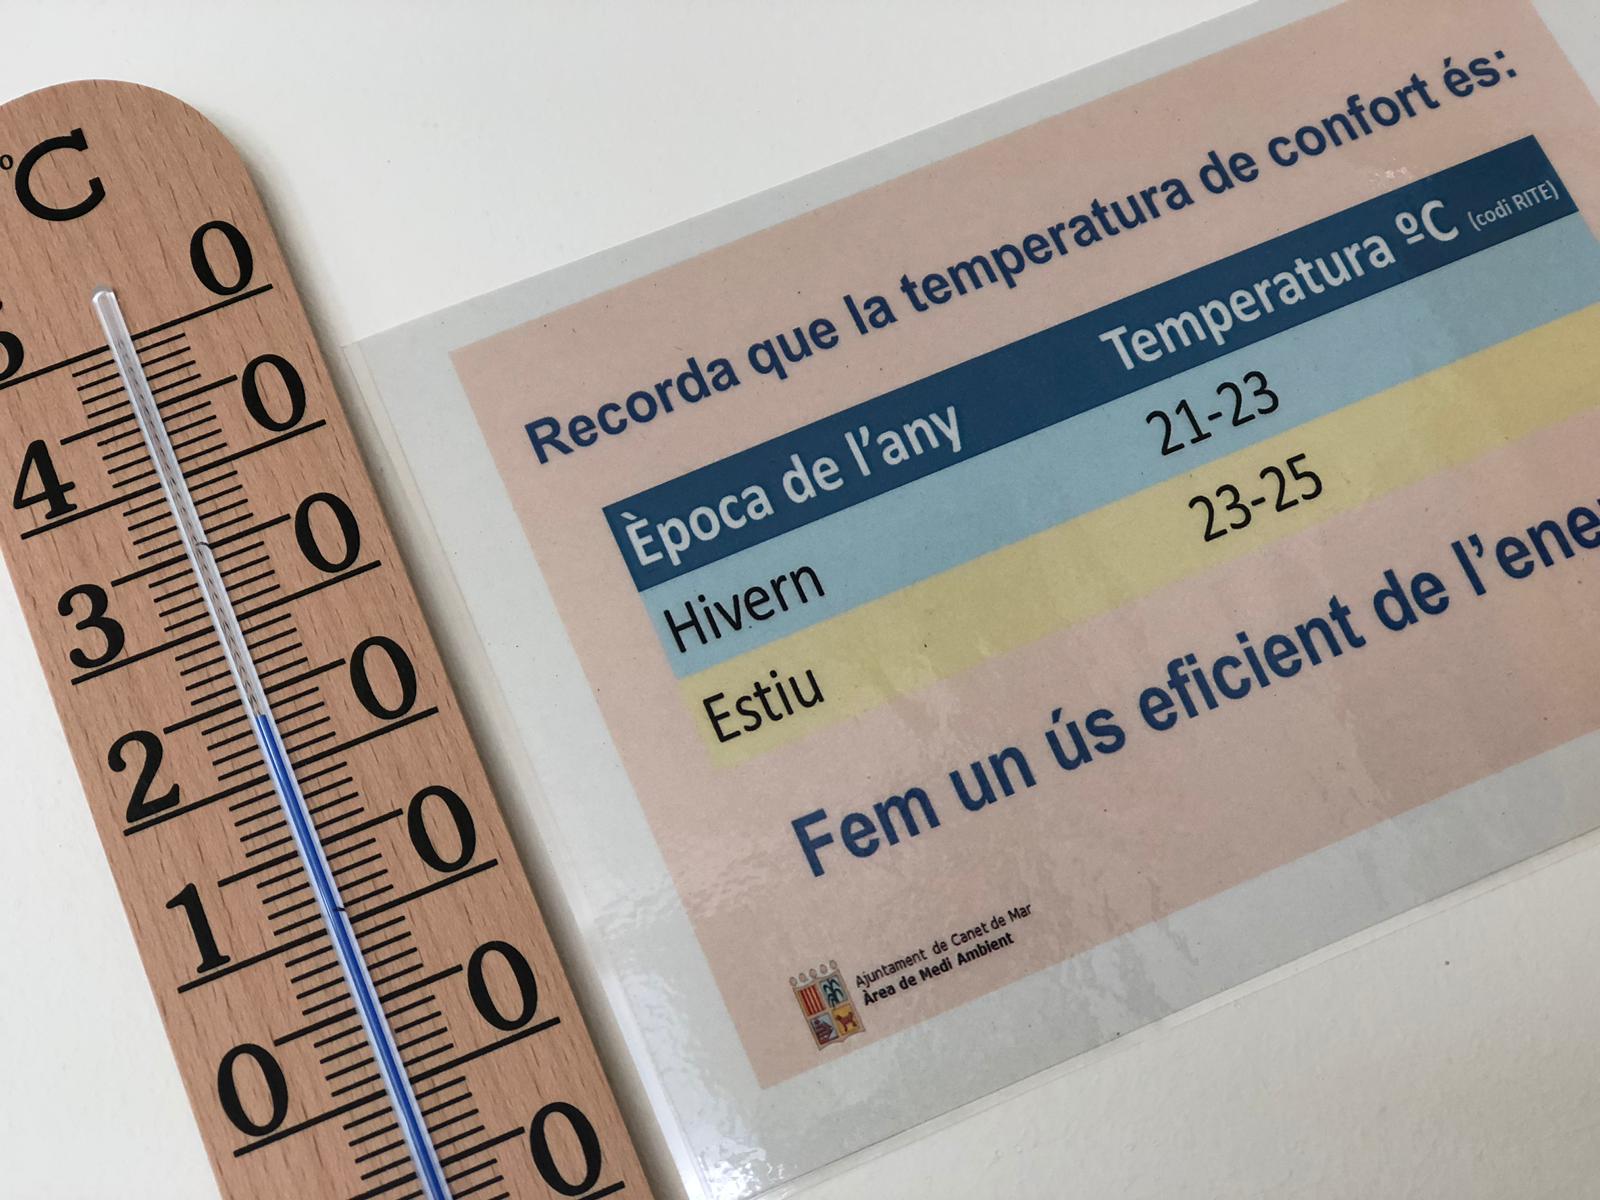 °C
5 0
4 0
3 0
2 0
1 0
0 0
0
Recorda que la temperatura de confort és:
Època de l'any Temperatura ºC (codi RITE)
Hivern 21-23
Estiu 23-25
Fem un ús eficient de l'ene
Ajuntament de Canet de Mar
Àrea de Medi Ambient